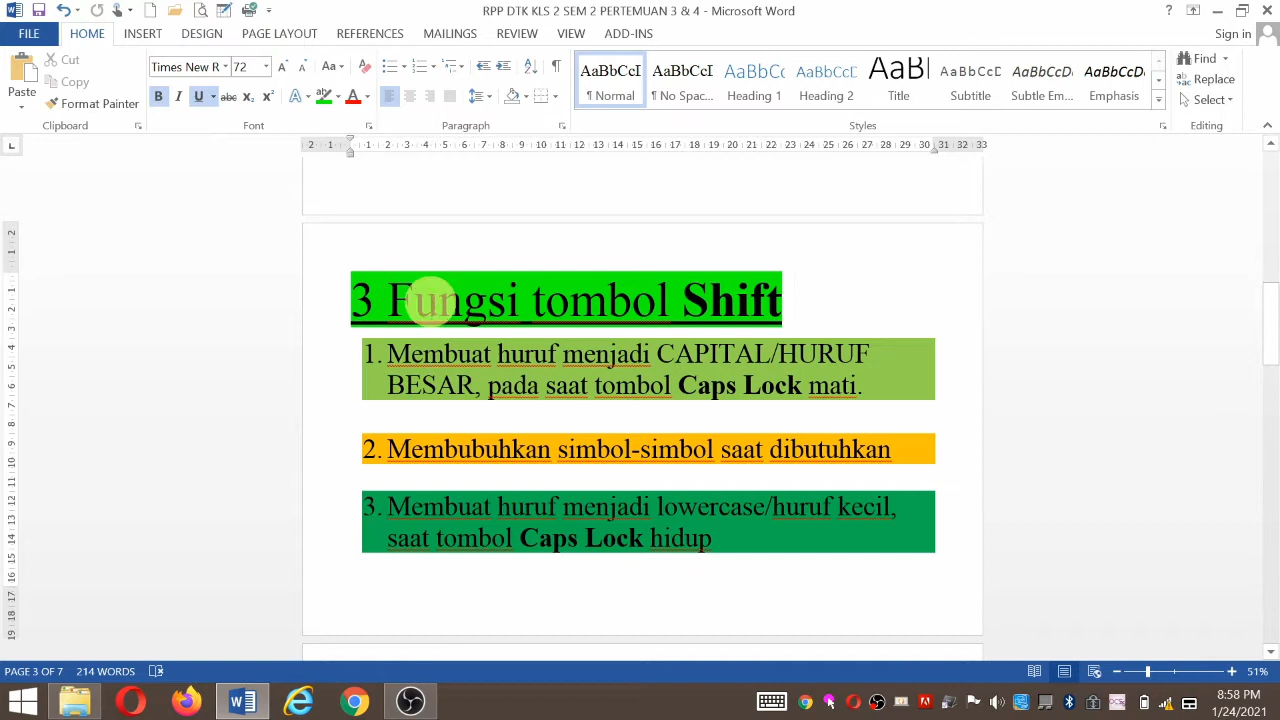 RPP DTK KLS 2 SEM 2 PERTEMUAN 3 & 4 - Microsoft Word
Sign in
FILE HOME INSERT DESIGN PAGE LAYOUT REFERENCES MAILINGS REVIEW VIEW ADD-INS
Paste
Cut
Copy
Format Painter
Clipboard
Times New R 72
Font
Paragraph
AaBbCcI AaBbCcI AaBbCc AaBbCcI AaBb AaBbCcD AaBbCcD AaBbCcD
¶ Normal ¶ No Spac... Heading 1 Heading 2 Title Subtitle Subtle Em... Emphasis
Styles
Find
Replace
Select
Editing
3 Fungsi tombol Shift
1. Membuat huruf menjadi CAPITAL/HURUF
BESAR, pada saat tombol Caps Lock mati.
2. Membubuhkan simbol-simbol saat dibutuhkan
3. Membuat huruf menjadi lowercase/huruf kecil,
saat tombol Caps Lock hidup
PAGE 3 OF 7 214 WORDS
51%
8:58 PM
1/24/2021